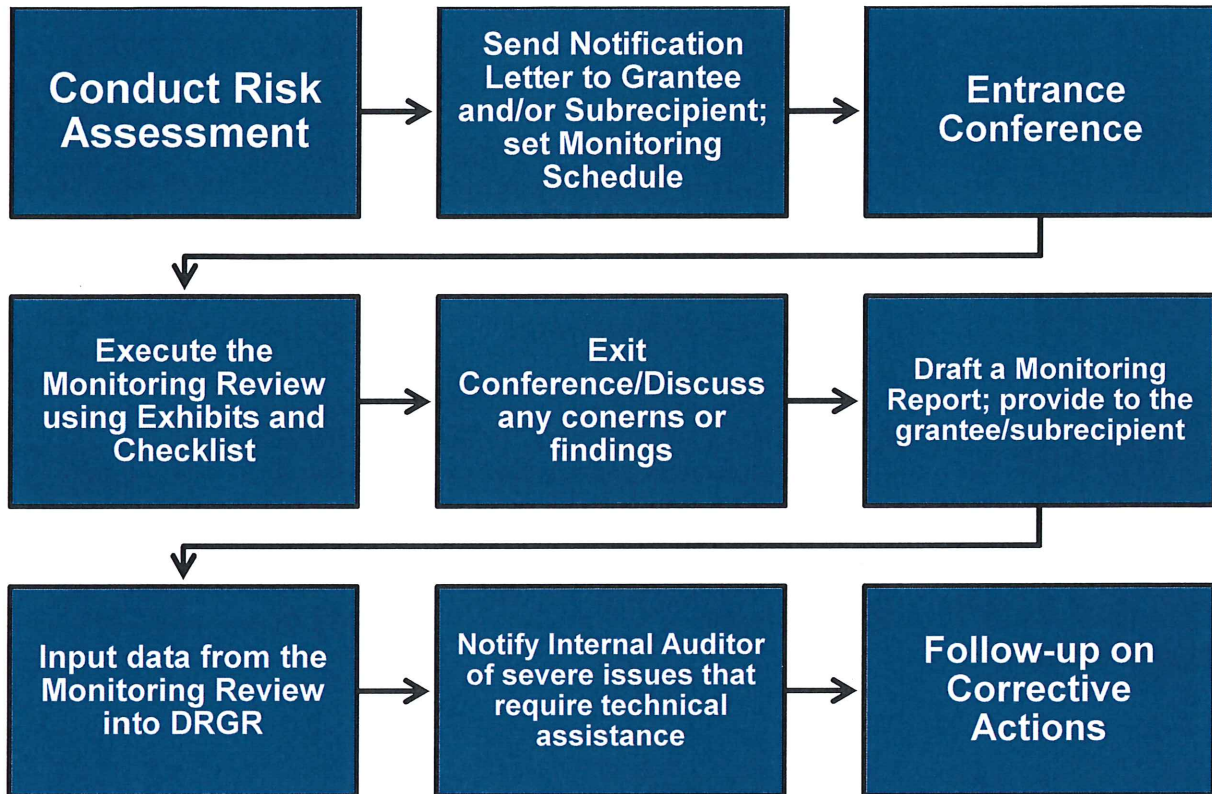 Conduct Risk
Assessment
Send Notification
Letter to Grantee
and/or Subrecipient;
set Monitoring
Schedule
Entrance
Conference
Execute the
Monitoring Review
using Exhibits and
Checklist
Exit
Conference/Discuss
any conerns or
findings
Draft a Monitoring
Report; provide to the
grantee/subrecipient
Input data from the
Monitoring Review
into DRGR
Notify Internal Auditor
of severe issues that
require technical
assistance
Follow-up on
Corrective
Actions